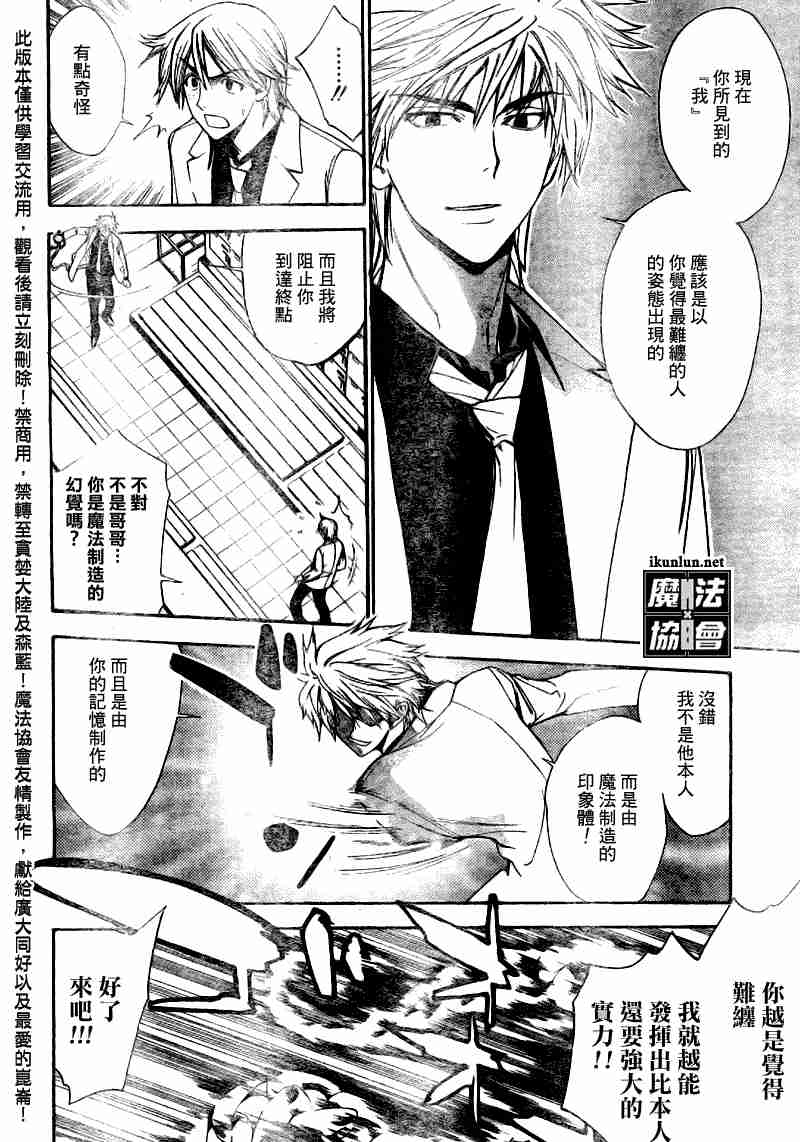 現在
你所見到的
『我』
應該是以
你覺得最難纏的人
的姿態出現的
……!!
有點奇怪
而且我將
阻止你
到達終點
不對
不是哥哥…
你是魔法制造的
幻覺嗎？
ikunlun.net
魔法
協會
沒錯
我不是他本人
而是由
魔法制造的
印象體！
而且是由
你的記憶制作的
你越是覺得
難纏
我就越能
發揮出比本人
還要強大的
實力!!
好了
來吧!!!
此版本僅供學習交流用，觀看後請立刻刪除！禁商用，禁轉至貪婪大陸及森藍！魔法協會友情製作，獻給廣大同好以及最愛的崑崙！